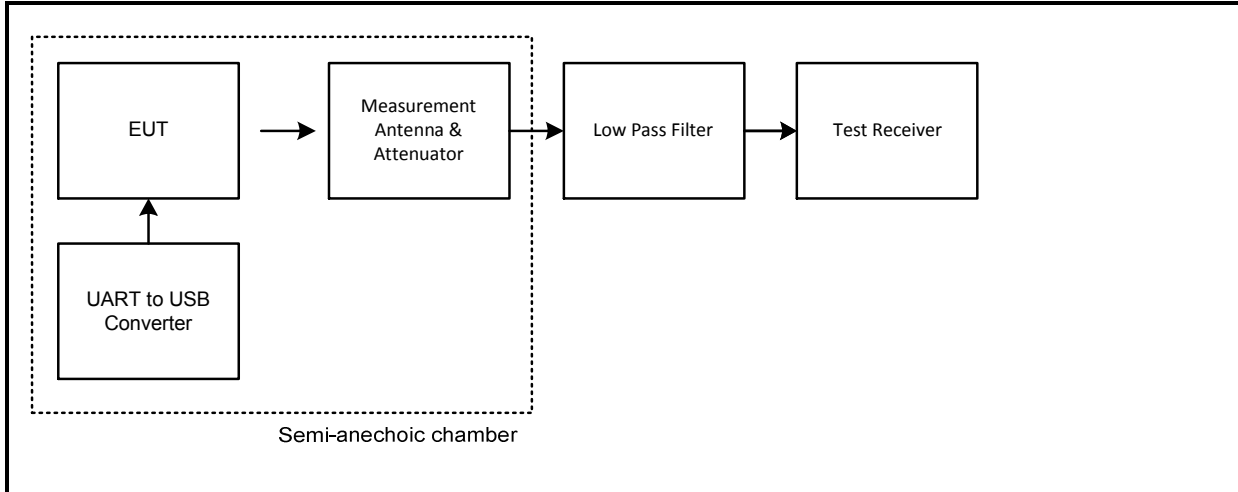 EUT
Measurement
Antenna &
Attenuator
Low Pass Filter
Test Receiver
UART to USB
Converter
Semi-anechoic chamber